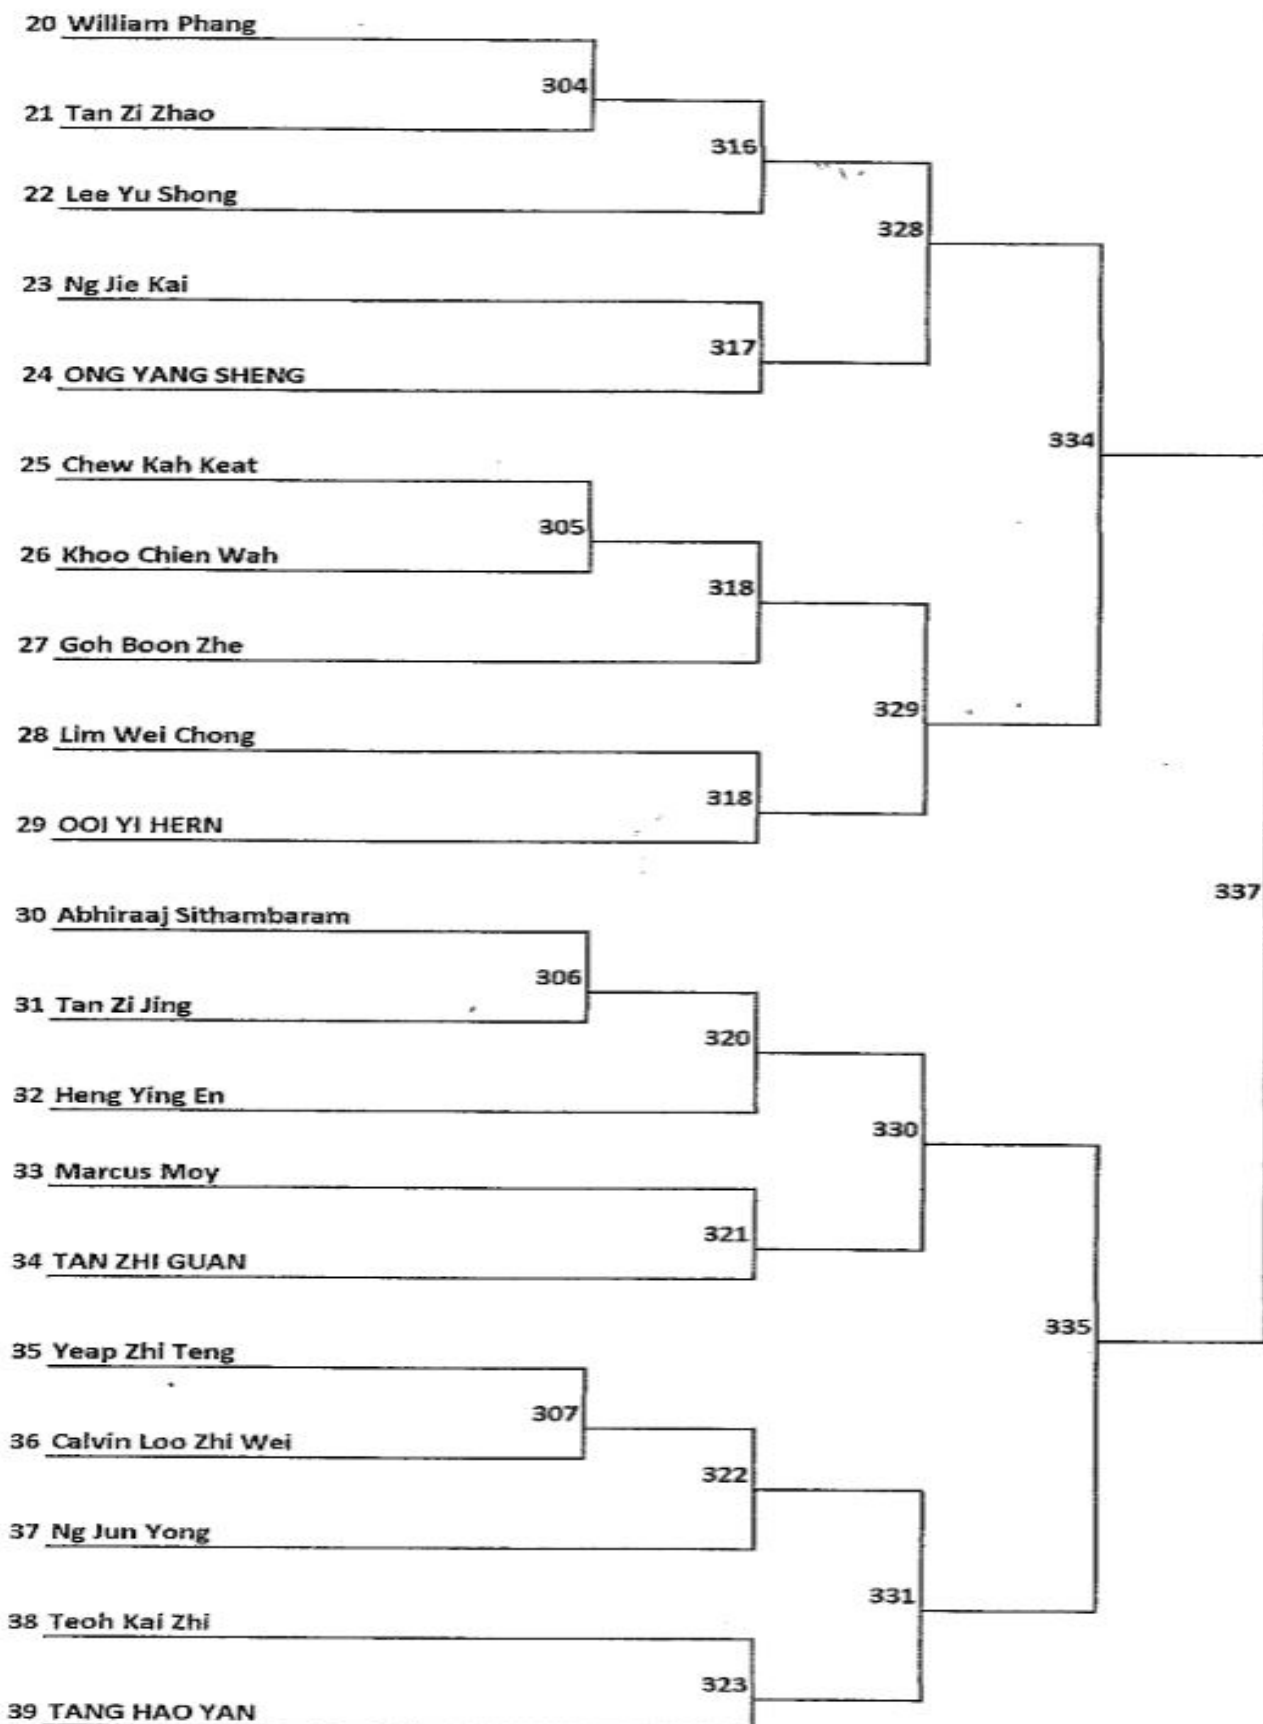 20 William Phang
304
21 Tan Zi Zhao
316
22 Lee Yu Shong
328
23 Ng Jie Kai
317
24 ONG YANG SHENG
334
25 Chew Kah Keat
305
26 Khoo Chien Wah
318
27 Goh Boon Zhe
329
28 Lim Wei Chong
318
29 OOI YI HERN
337
30 Abhiraaj Sithambaram
306
31 Tan Zi Jing
320
32 Heng Ying En
330
33 Marcus Moy
321
34 TAN ZHI GUAN
335
35 Yeap Zhi Teng
307
36 Calvin Loo Zhi Wei
322
37 Ng Jun Yong
331
38 Teoh Kai Zhi
323
39 TANG HAO YAN